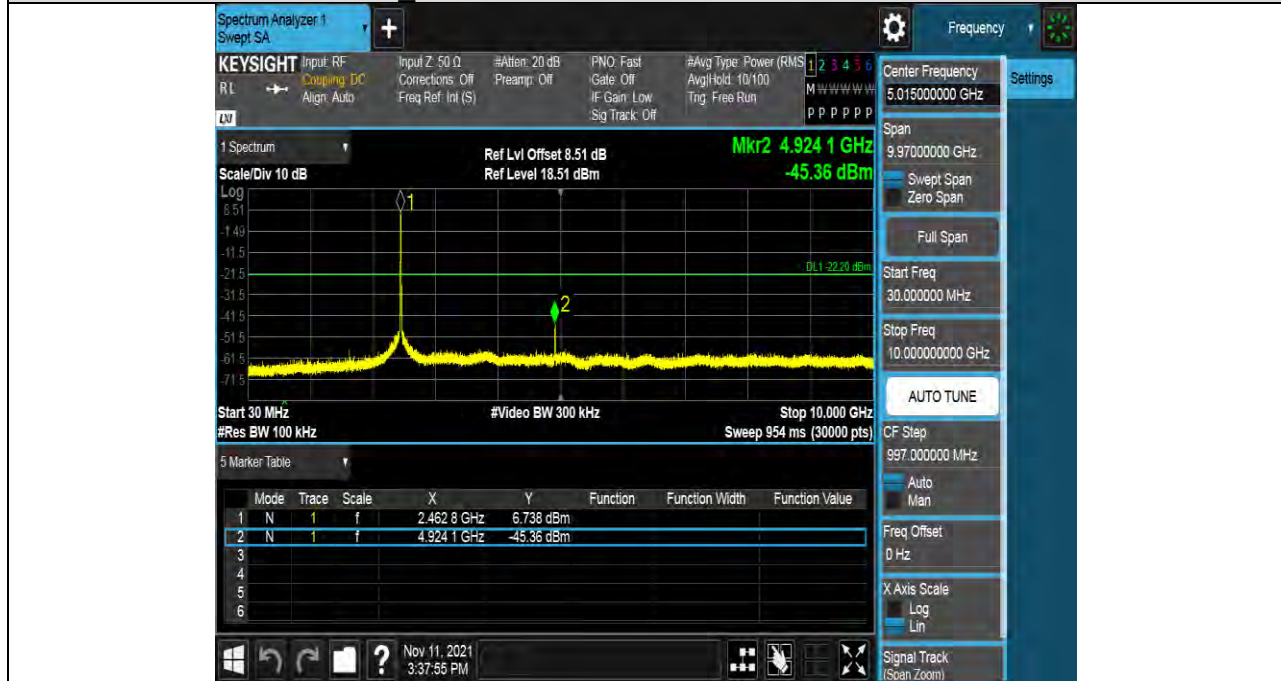 Spectrum Analyzer 1
Swept SA
Frequency
KEYSIGHT Input: RF Input Z: 50 Ω #Atten: 20 dB PNO: Fast #Avg Type: Power (RMS 1 2 3 4 5 6
RL Coupling: DC Corrections: Off Preamp: Off Gate: Off Avg|Hold: 10/100 M W W W W W
Align: Auto Freq Ref: Int (S) IF Gain: Low Trig: Free Run P P P P P P
LXI Sig Track: Off
1 Spectrum
Scale/Div 10 dB
Ref Lvl Offset 8.51 dB
Ref Level 18.51 dBm
Mkr2 4.924 1 GHz
-45.36 dBm
Log
8.51
-1.49
-11.5
-21.5
-31.5
-41.5
-51.5
-61.5
-71.5
1
DL1 -22.20 dBm
2
Start 30 MHz #Video BW 300 kHz Stop 10.000 GHz
#Res BW 100 kHz Sweep 954 ms (30000 pts)
5 Marker Table
Mode Trace Scale X Y Function Function Width Function Value
1 N 1 f 2.462 8 GHz 6.738 dBm
2 N 1 f 4.924 1 GHz -45.36 dBm
3
4
5
6
?
Nov 11, 2021
3:37:55 PM
Center Frequency
5.015000000 GHz
Settings
Span
9.97000000 GHz
Swept Span
Zero Span
Full Span
Start Freq
30.000000 MHz
Stop Freq
10.000000000 GHz
AUTO TUNE
CF Step
997.000000 MHz
Auto
Man
Freq Offset
0 Hz
X Axis Scale
Log
Lin
Signal Track
(Span Zoom)